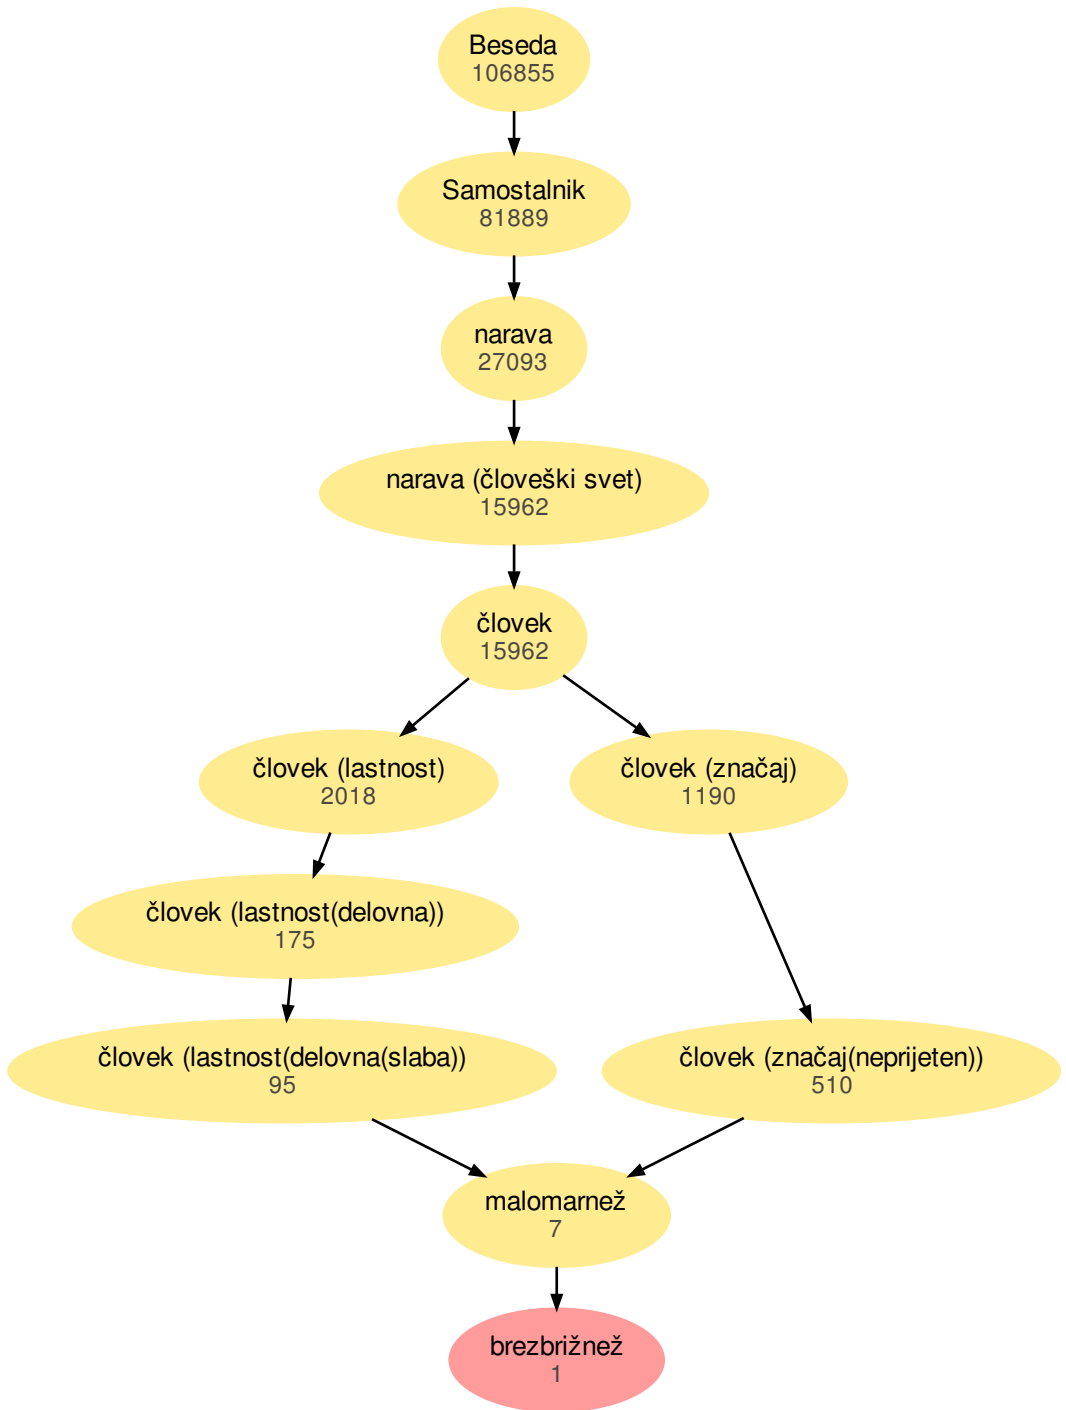 Beseda
106855
Samostalnik
81889
narava
27093
narava (človeški svet)
15962
človek
15962
človek (lastnost)
2018
človek (značaj)
1190
človek (lastnost(delovna))
175
človek (lastnost(delovna(slaba))
95
človek (značaj(neprijeten))
510
malomarnež
7
brezbrižnež
1